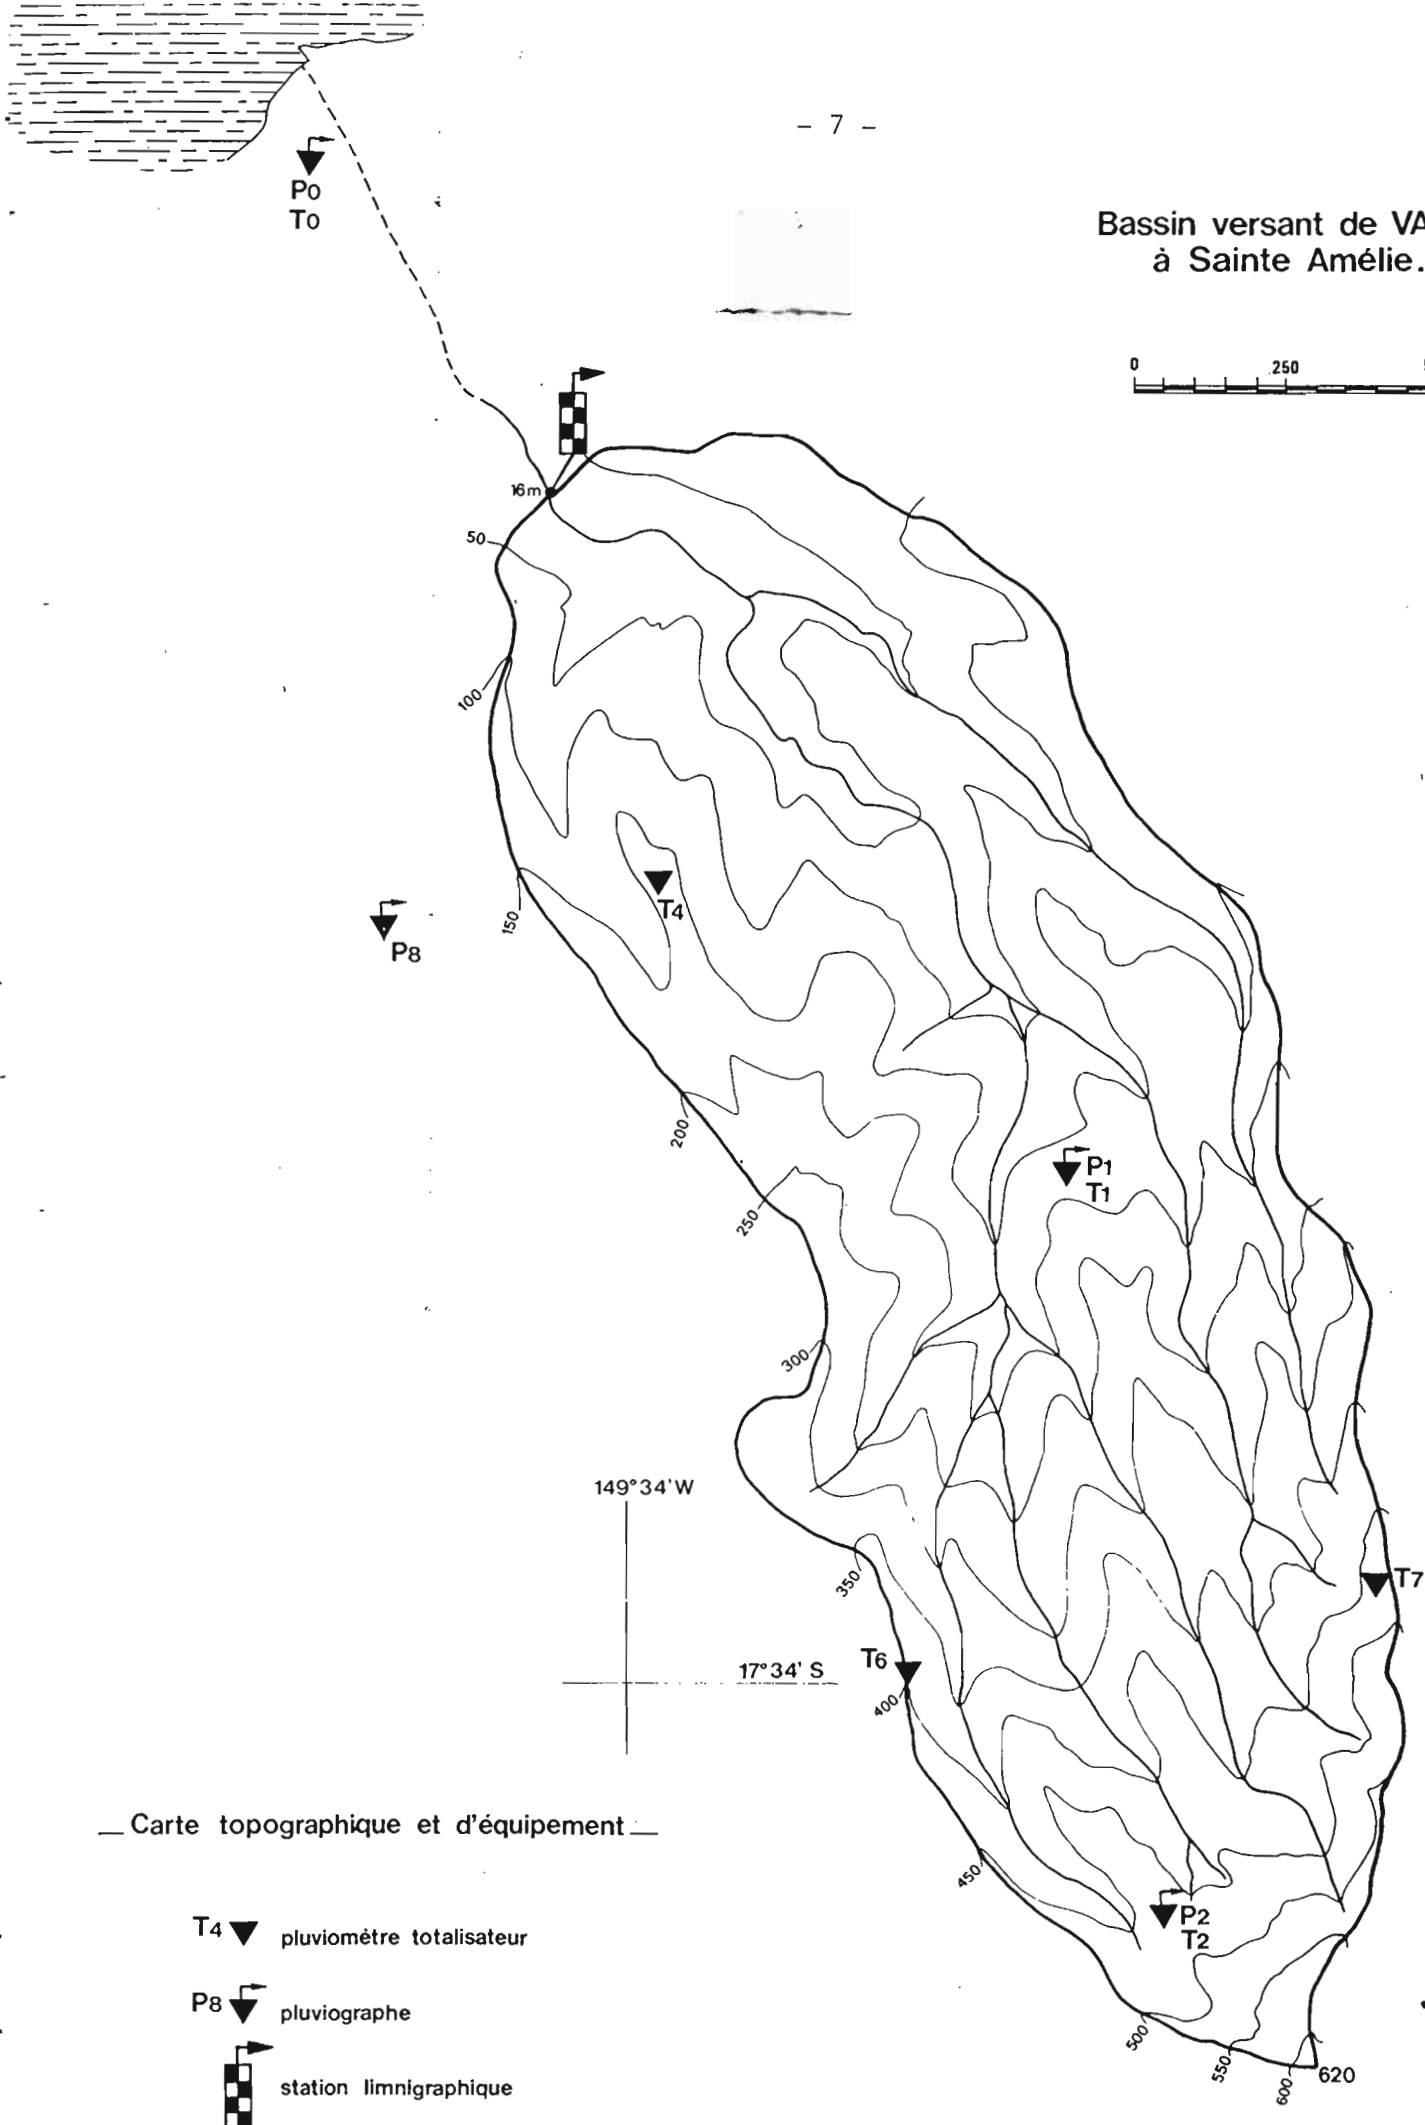 - 7 -
Po
To
Bassin versant de VA
à Sainte Amélie.
0 250
16m
50
100
T4
150
P8
200
P1
T1
250
300
149°34'W
350
T7
T6
17°34' S
400
Carte topographique et d'équipement
450
P2
T2
T4 pluviomètre totalisateur
P8 pluviographe
500
550
600
620
station limnigraphique